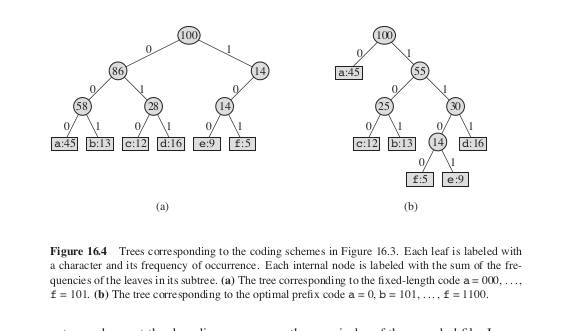 100
100
0 1
0 1
86 14
a:45 55
0 1 0
0 1
58 28 14
25 30
0 1 0 1 0 1
0 1 0 1
a:45 b:13 c:12 d:16 e:9 f:5
c:12 b:13 14 d:16
0 1
f:5 e:9
(a) (b)
Figure 16.4 Trees corresponding to the coding schemes in Figure 16.3. Each leaf is labeled with
a character and its frequency of occurrence. Each internal node is labeled with the sum of the fre-
quencies of the leaves in its subtree. (a) The tree corresponding to the fixed-length code a = 000, ...,
f = 101. (b) The tree corresponding to the optimal prefix code a = 0, b = 101, ..., f = 1100.